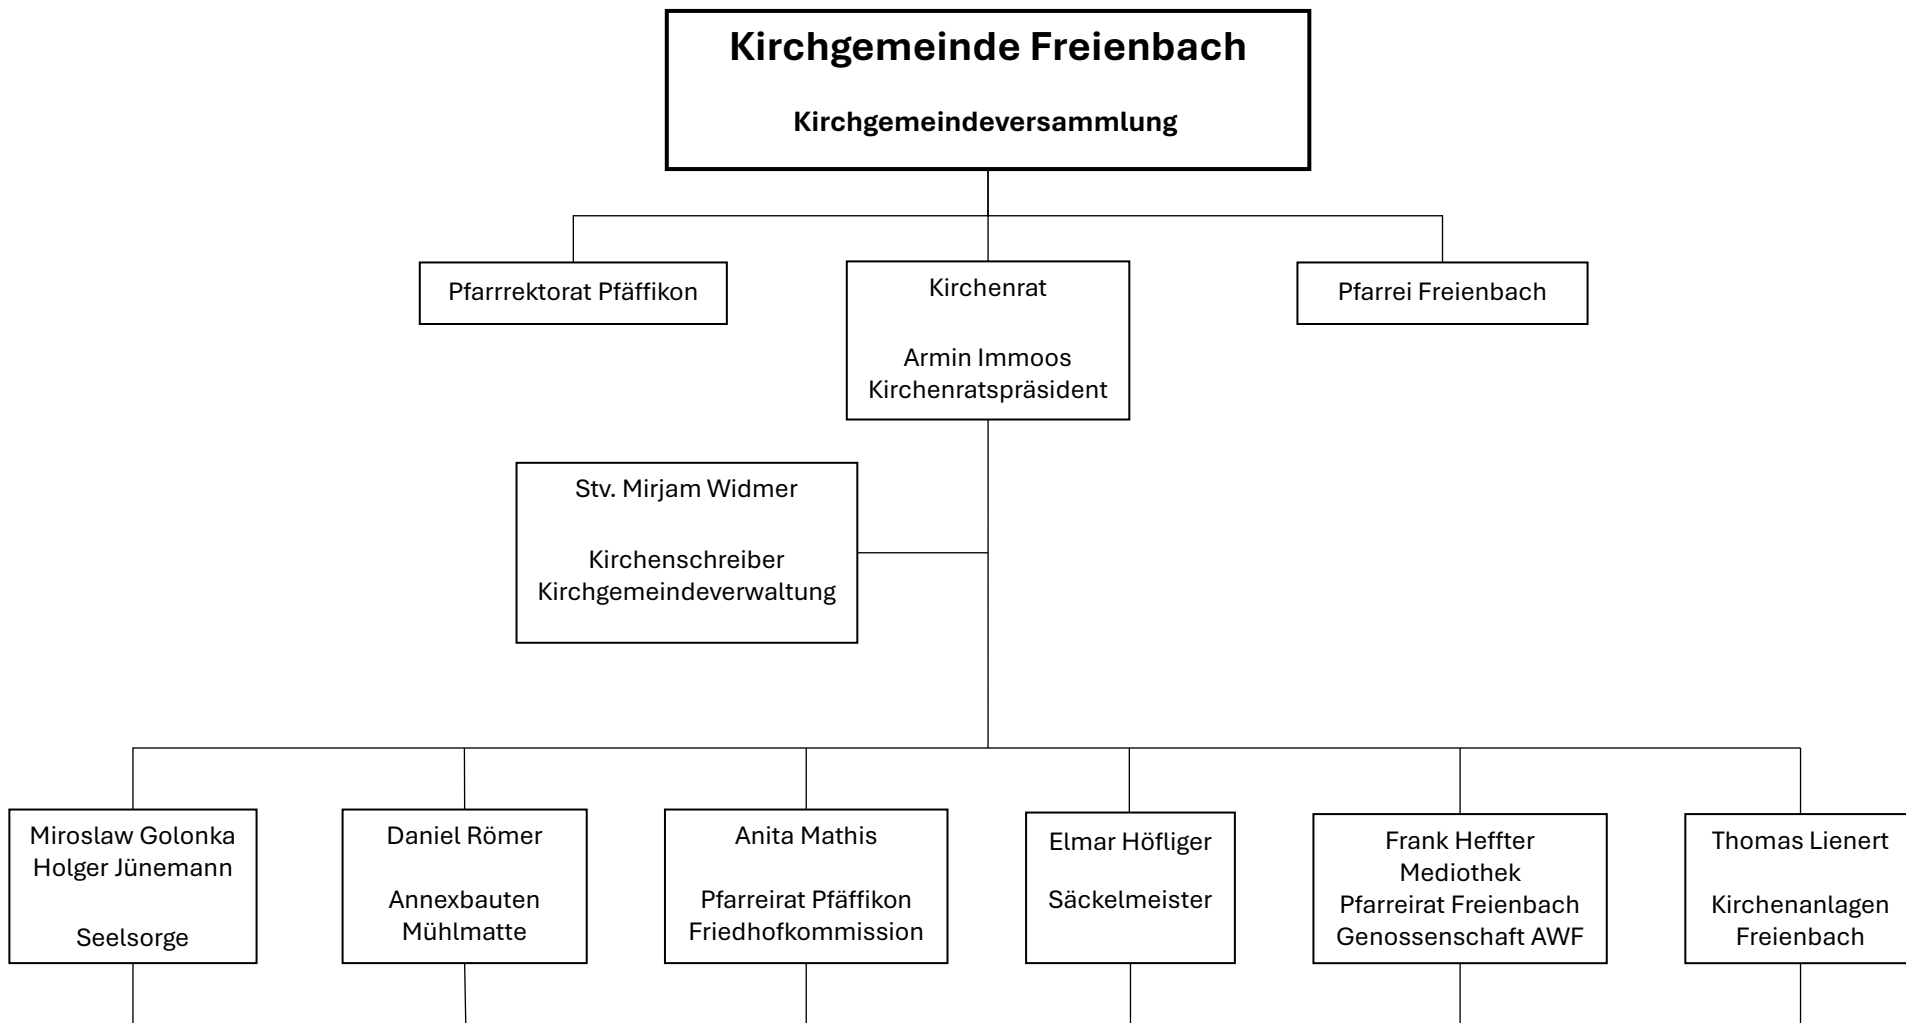 Kirchgemeinde Freienbach
Kirchgemeindeversammlung
Pfarrrektorat Pfäffikon
Kirchenrat
Armin Immoos
Kirchenratspräsident
Pfarrei Freienbach
Stv. Mirjam Widmer
Kirchenschreiber
Kirchgemeindeverwaltung
Miroslaw Golonka
Holger Jünemann
Seelsorge
Daniel Römer
Annexbauten
Mühlmatte
Anita Mathis
Pfarreirat Pfäffikon
Friedhofkommission
Elmar Höfliger
Säckelmeister
Frank Heffter
Mediothek
Pfarreirat Freienbach
Genossenschaft AWF
Thomas Lienert
Kirchenanlagen
Freienbach